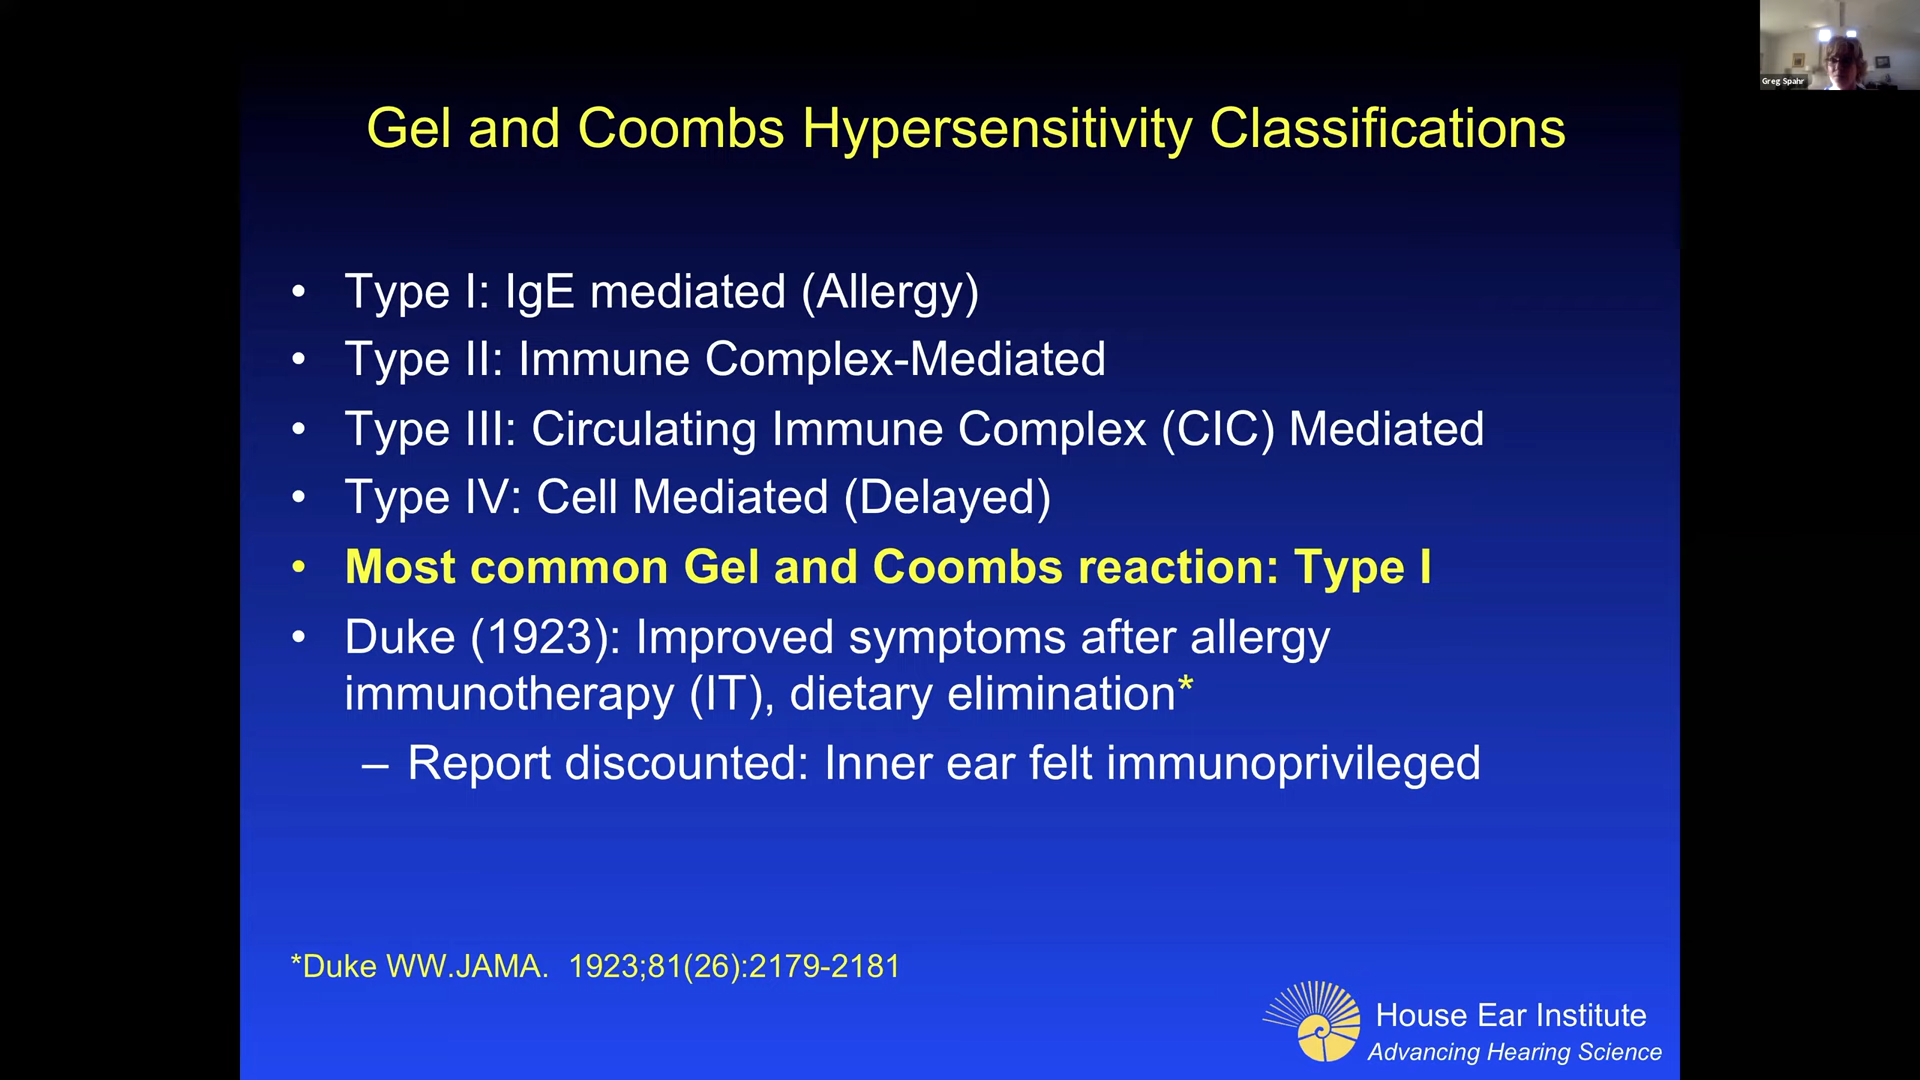 Greg Spahr
Gel and Coombs Hypersensitivity Classifications
• Type I: IgE mediated (Allergy)
• Type II: Immune Complex-Mediated
• Type III: Circulating Immune Complex (CIC) Mediated
• Type IV: Cell Mediated (Delayed)
• Most common Gel and Coombs reaction: Type I
• Duke (1923): Improved symptoms after allergy
immunotherapy (IT), dietary elimination*
– Report discounted: Inner ear felt immunoprivileged
*Duke WW.JAMA. 1923;81(26):2179-2181
House Ear Institute
Advancing Hearing Science